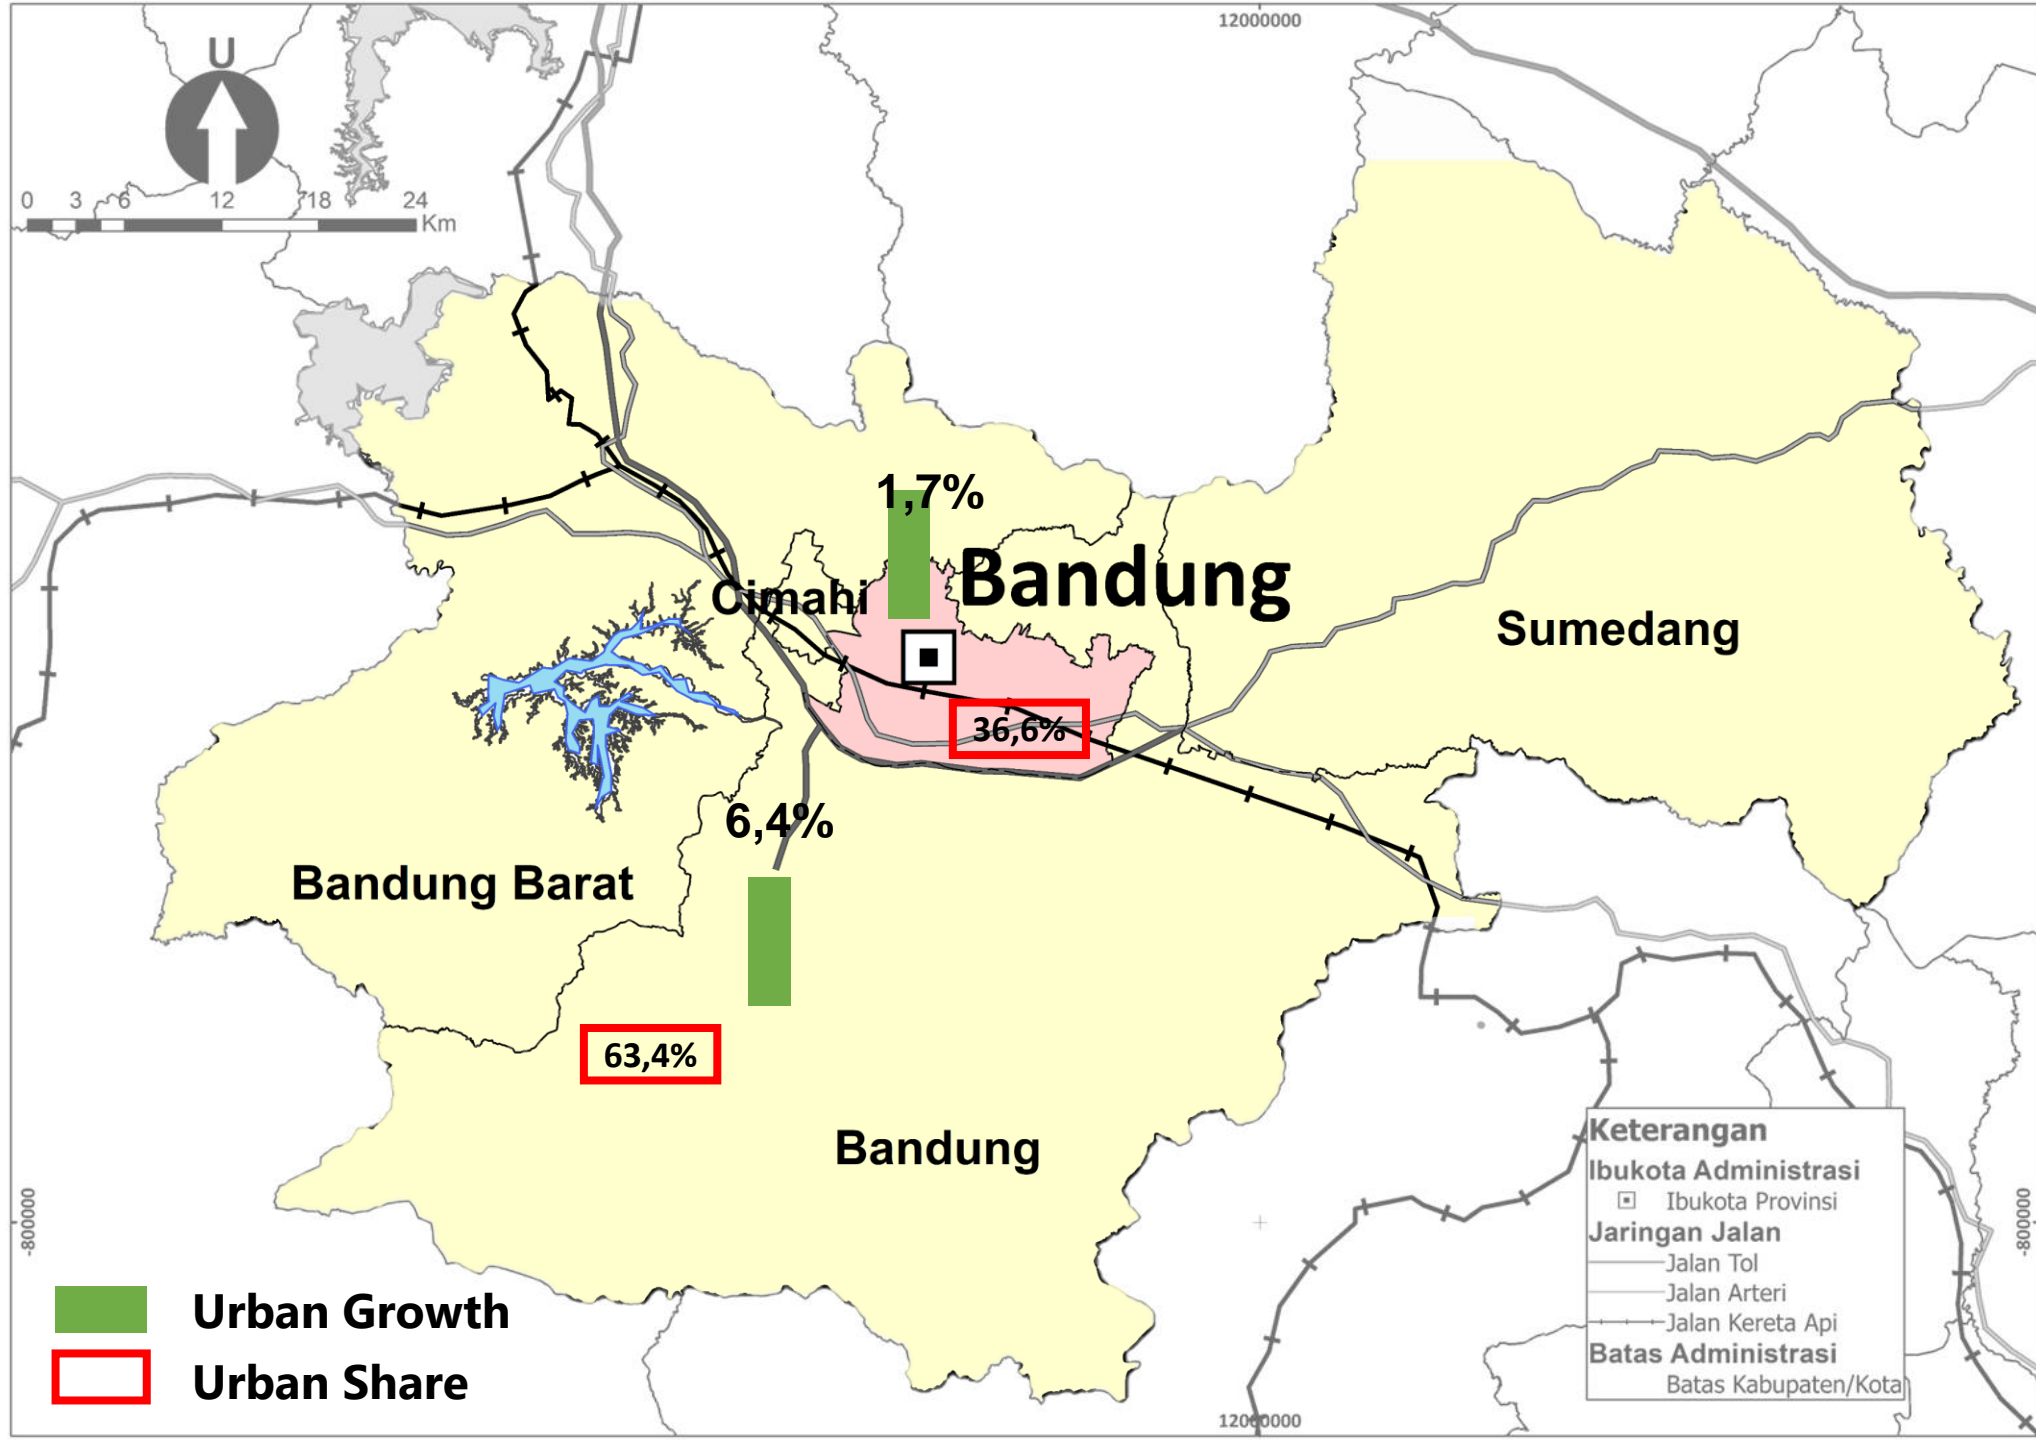 12000000
U
0 3 6 12 18 24
Km
1,7%
Bandung
Cimahi
Sumedang
36,6%
6,4%
Bandung Barat
63,4%
Bandung
-800000
-800000
Keterangan
Ibukota Administrasi
Ibukota Provinsi
Jaringan Jalan
Jalan Tol
Jalan Arteri
Jalan Kereta Api
Batas Administrasi
Batas Kabupaten/Kota
Urban Growth
Urban Share
12000000